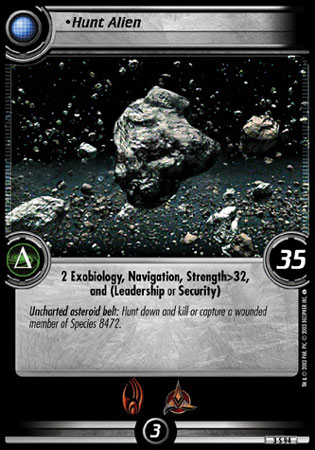 •Hunt Alien
35
Δ
2 Exobiology, Navigation, Strength>32,
and (Leadership or Security)
Uncharted asteroid belt: Hunt down and kill or capture a wounded
member of Species 8472.
3